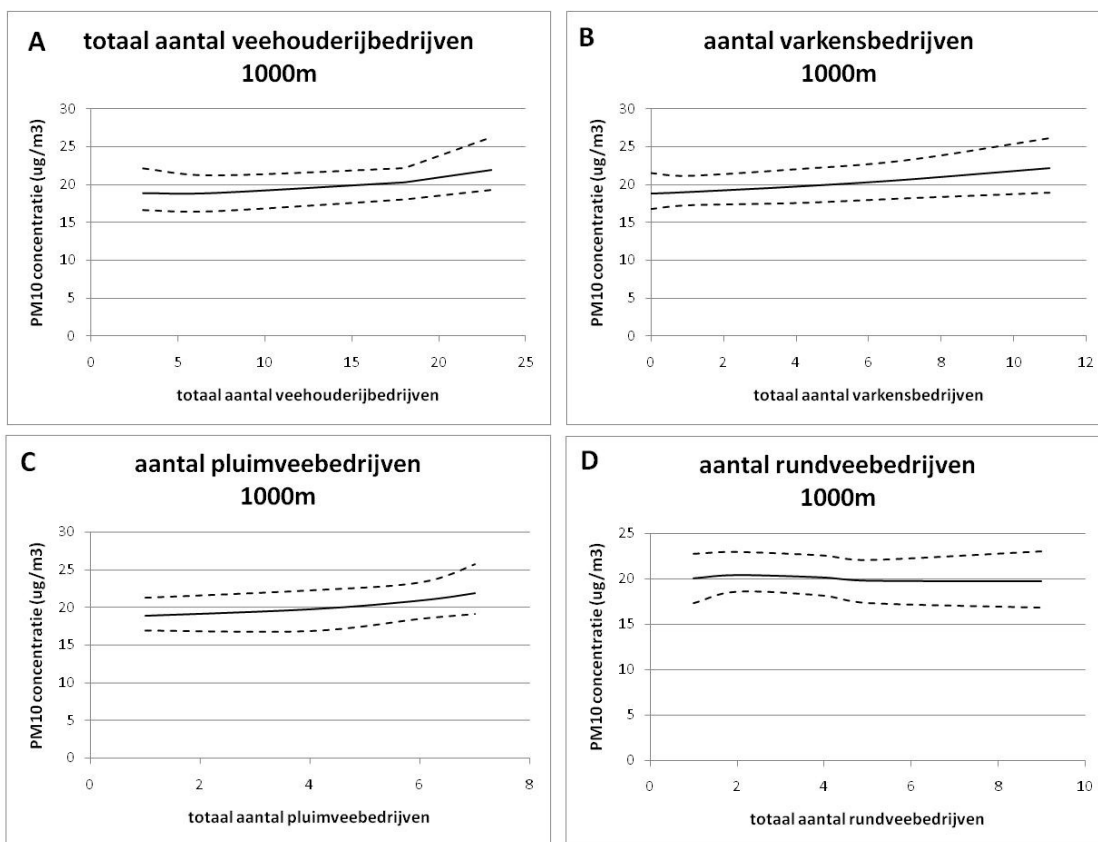 A
totaal aantal veehouderijbedrijven
1000m
PM10 concentratie (ug/m3)
30
25
20
15
10
5
0
0 5 10 15 20 25
totaal aantal veehouderijbedrijven
B
aantal varkensbedrijven
1000m
PM10 concentratie (ug/m3)
30
25
20
15
10
5
0
0 2 4 6 8 10 12
totaal aantal varkensbedrijven
C
aantal pluimveebedrijven
1000m
PM10 concentratie (ug/m3)
30
25
20
15
10
5
0
0 2 4 6 8
totaal aantal pluimveebedrijven
D
aantal rundveebedrijven
1000m
PM10 concentratie (ug/m3)
25
20
15
10
5
0
0 2 4 6 8 10
totaal aantal rundveebedrijven